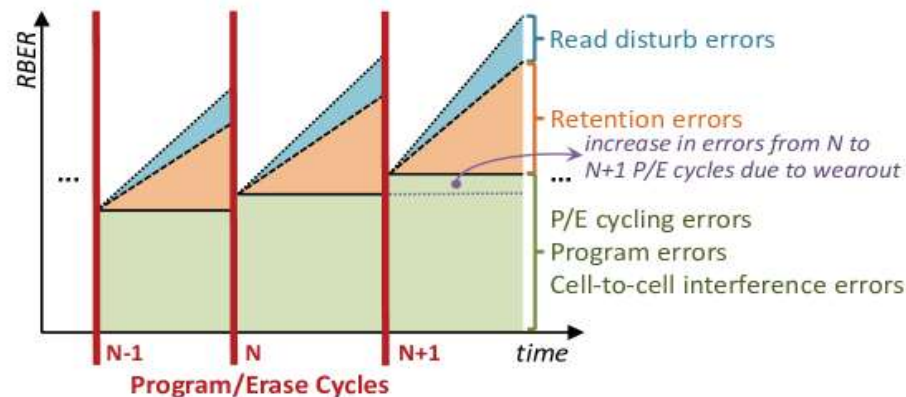 RBER
Read disturb errors
Retention errors
increase in errors from N to
N+1 P/E cycles due to wearout
...
...
P/E cycling errors
Program errors
Cell-to-cell interference errors
N-1
N
N+1
time
Program/Erase Cycles